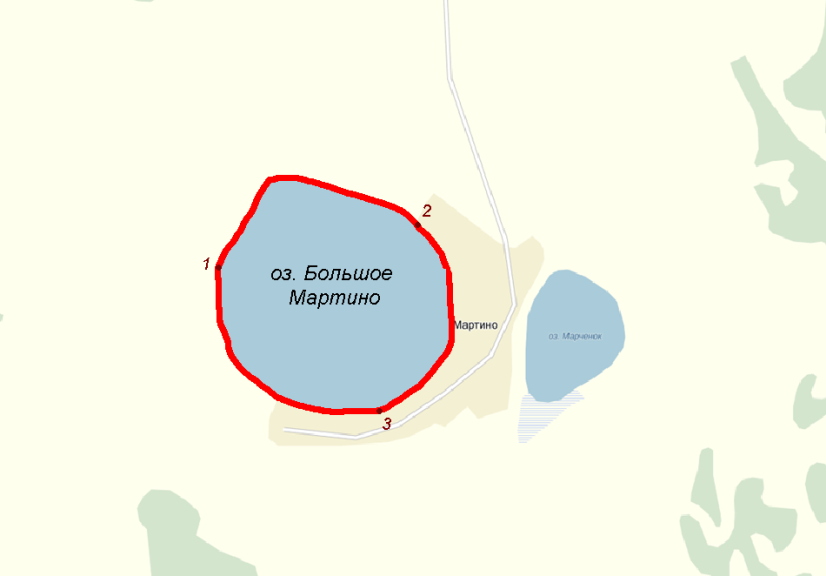 2
1
оз. Большое
Мартино
Мартино
оз. Марченок
3